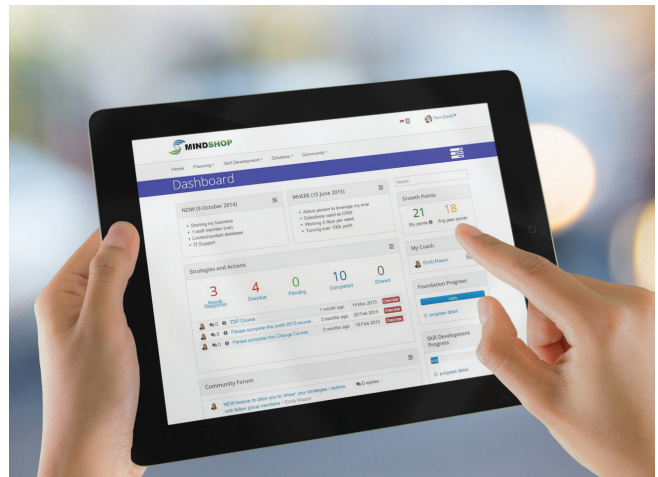 MINDSHOP
Home Planning Skill Development Solutions Community
Dashboard
NOW (9 October 2014)
• Starting my business
• 1 staff member (me)
• Limited contact database
• IT Support
WHERE (15 June 2015)
• Admin person to leverage my time
• Salesforce used as CRM
• Working 4 days per week
• Turning over 100k profit
Search
Growth Points
21 18
My points Avg peer points
Strategies and Actions
3 4 0 10 0
Needs Response Overdue Pending Completed Shared
0 TOP Course 1 month ago 19 Mar 2015 Overdue
0 Please complete the profit 2015 course 2 months ago 20 Feb 2015 Overdue
0 Please complete the Change Course 3 months ago 18 Feb 2015 Overdue
My Coach
Emily Mason
Foundation Progress
100%
progress detail
Skill Development Progress
progress detail
Community Forum
NEW feature to allow you to 'share' your strategies / actions
with fellow group members - Emily Mason
0 replies